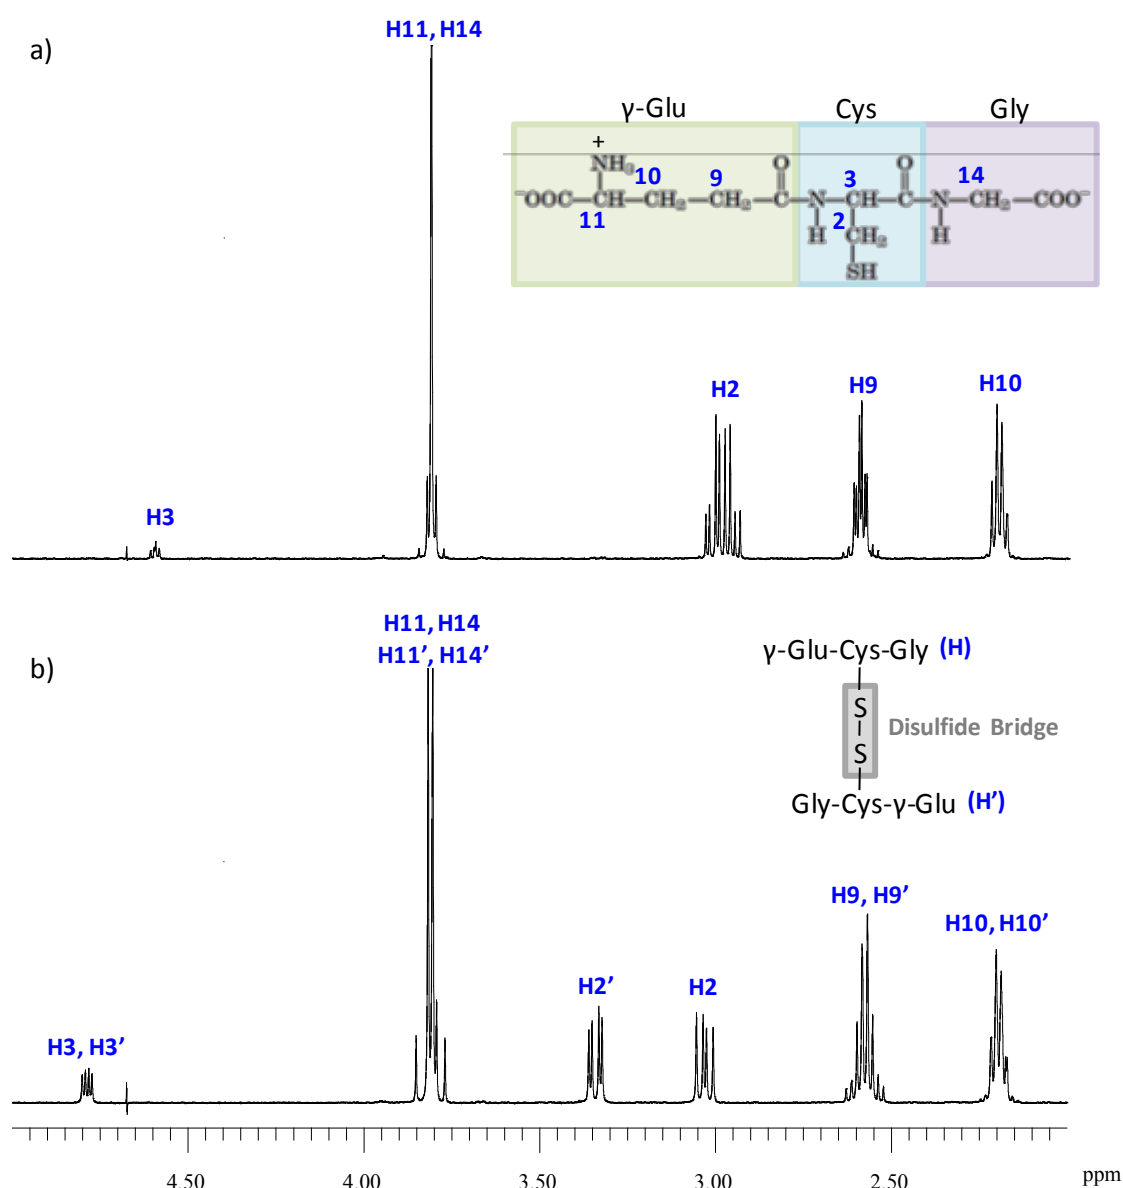 a)
H11, H14
γ-Glu Cys Gly
+
NH₃ 10 9 O 3 O 14
⁻OOC—CH—CH₂—CH₂—C—N—CH—C—N—CH₂—COO⁻
11 H 2 CH₂ H
SH
H3
H2
H9
H10
b)
H11, H14
H11’, H14’
γ-Glu-Cys-Gly (H)
S
S
Disulfide Bridge
Gly-Cys-γ-Glu (H’)
H3, H3’
H2’
H2
H9, H9’
H10, H10’
4.50 4.00 3.50 3.00 2.50 ppm